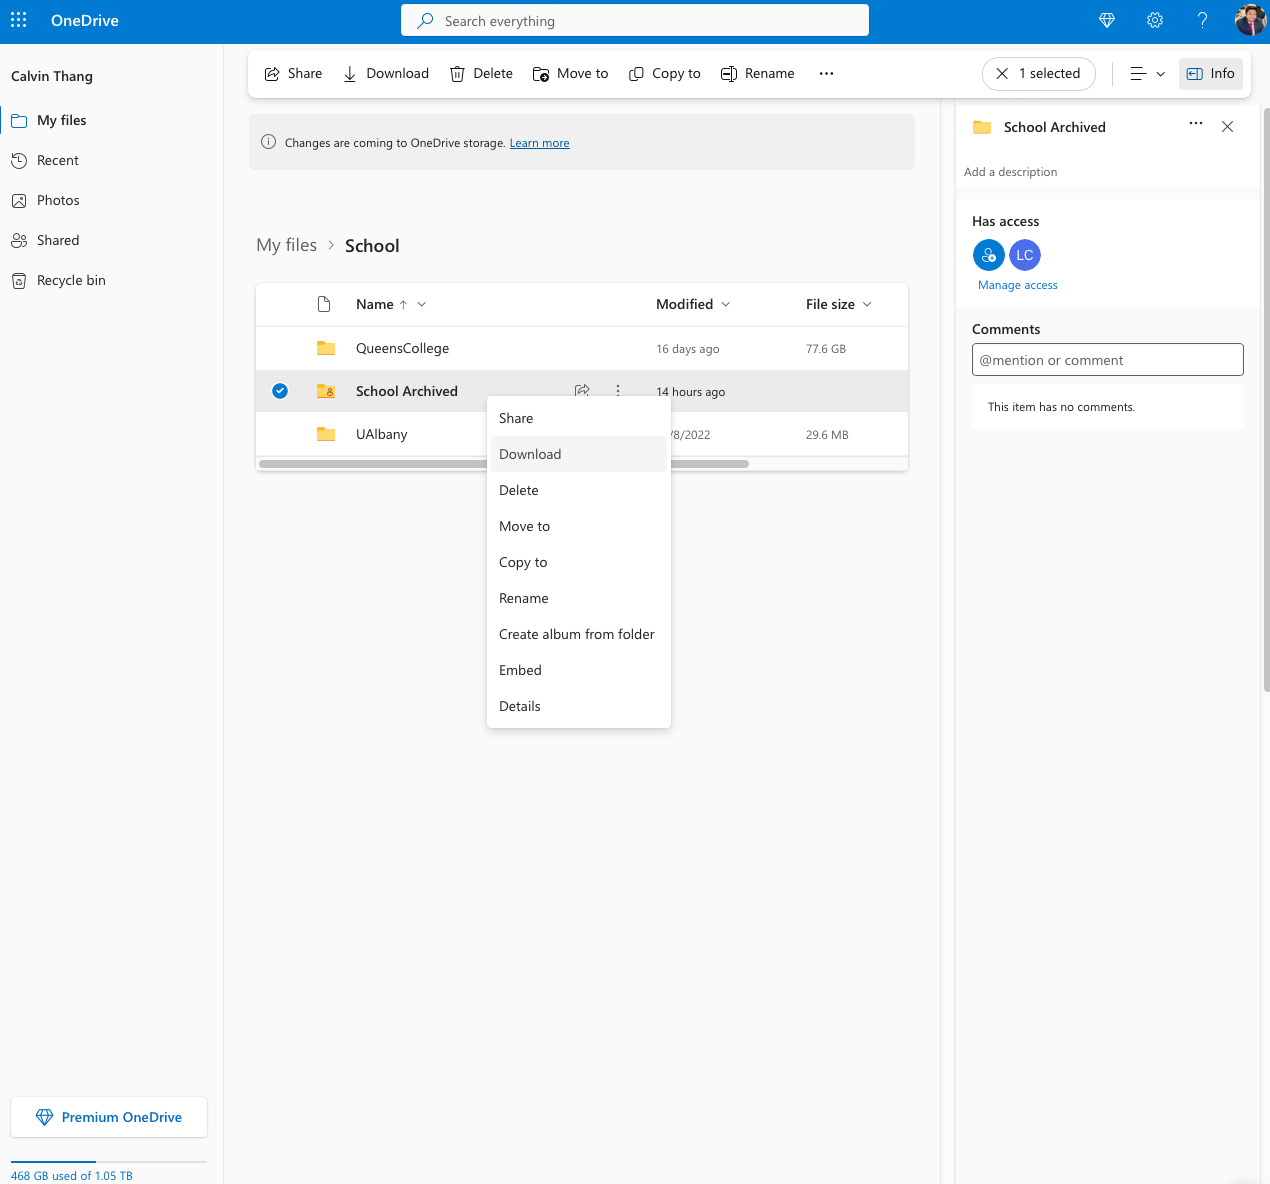 OneDrive
Search everything
Calvin Thang
My files
Recent
Photos
Shared
Recycle bin
Share
Download
Delete
Move to
Copy to
Rename
1 selected
Info
Changes are coming to OneDrive storage. Learn more
My files
School
Name
Modified
File size
QueensCollege
16 days ago
77.6 GB
School Archived
14 hours ago
UAlbany
/8/2022
29.6 MB
Share
Download
Delete
Move to
Copy to
Rename
Create album from folder
Embed
Details
School Archived
Add a description
Has access
LC
Manage access
Comments
@mention or comment
This item has no comments.
Premium OneDrive
468 GB used of 1.05 TB